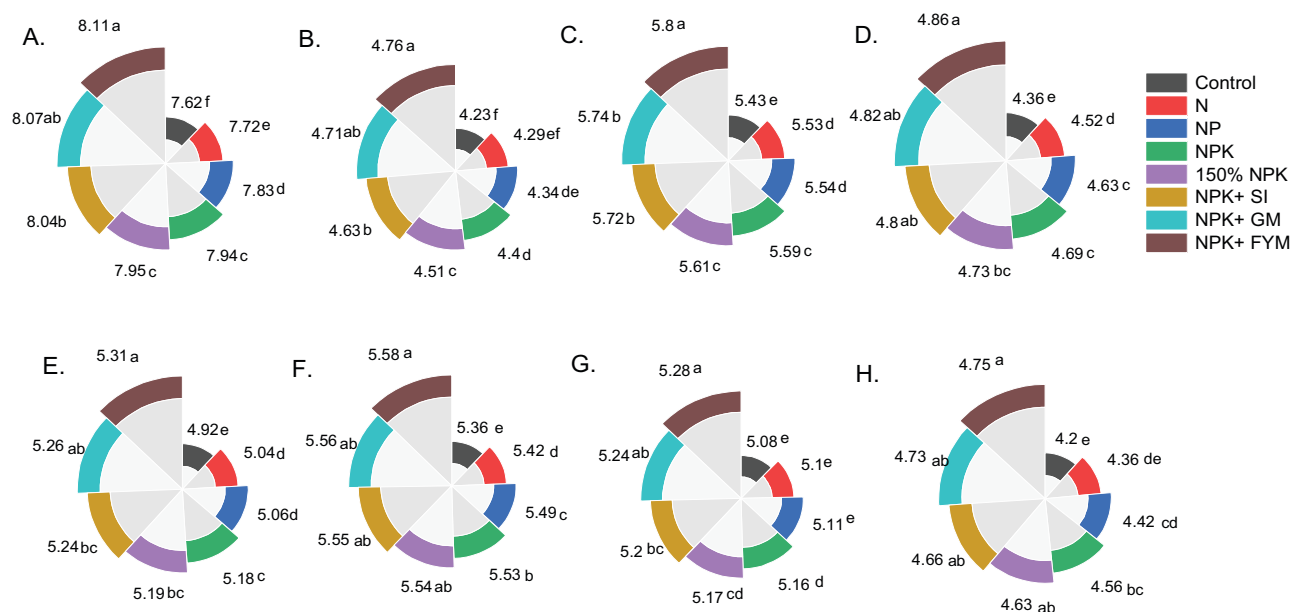 A.
8.11 a
7.62 f
7.72 e
7.83 d
7.94 c
7.95 c
8.04b
8.07ab
B.
4.76 a
4.23 f
4.29 ef
4.34 de
4.4 d
4.51 c
4.63 b
4.71 ab
C.
5.8 a
5.43 e
5.53 d
5.54 d
5.59 c
5.61 c
5.72 b
5.74 b
D.
4.86 a
4.36 e
4.52 d
4.63 c
4.69 c
4.73 bc
4.8 ab
4.82 ab
Control
N
NP
NPK
150% NPK
NPK+ SI
NPK+ GM
NPK+ FYM
E.
5.31 a
4.92 e
5.04 d
5.06d
5.18 c
5.19 bc
5.24 bc
5.26 ab
F.
5.58 a
5.36 e
5.42 d
5.49 c
5.53 b
5.54 ab
5.55 ab
5.56 ab
G.
5.28 a
5.08 e
5.1 e
5.11 e
5.16 d
5.17 cd
5.2 bc
5.24 ab
H.
4.75 a
4.2 e
4.36 de
4.42 cd
4.56 bc
4.63 ab
4.66 ab
4.73 ab